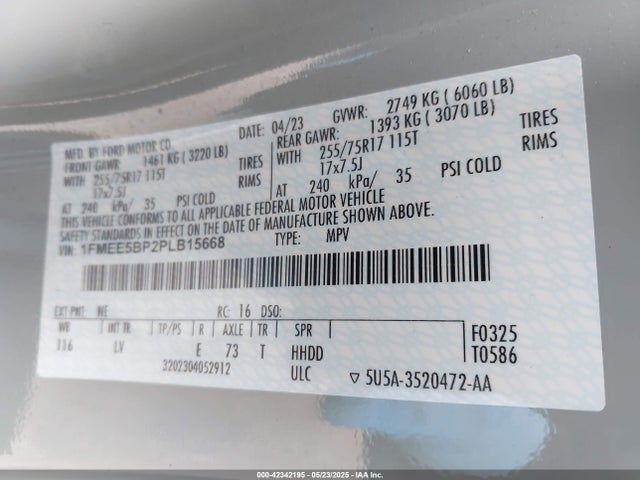 MFD. BY FORD MOTOR CO.
DATE: 04/23 GVWR: 2749 KG ( 6060 LB)
FRONT GAWR: 1461 KG ( 3220 LB)
REAR GAWR: 1393 KG ( 3070 LB)
WITH 255/75R17 115T TIRES
WITH 255/75R17 115T TIRES
17x7.5J RIMS
17x7.5J RIMS
AT 240 kPa/ 35 PSI COLD
AT 240 kPa/ 35 PSI COLD
THIS VEHICLE CONFORMS TO ALL APPLICABLE FEDERAL MOTOR VEHICLE
SAFETY STANDARDS IN EFFECT ON THE DATE OF MANUFACTURE SHOWN ABOVE.
VIN: 1FMEE5BP2PLB15668 TYPE: MPV
EXT PNT: NE RC: 16 DSO:
WB INT TR TP/PS R AXLE TR SPR
116 LV E 73 T HHDD
3202304052912 ULC
F0325
T0586
▽ 5U5A-3520472-AA
000-42342195 - 05/23/2025 - IAA Inc.